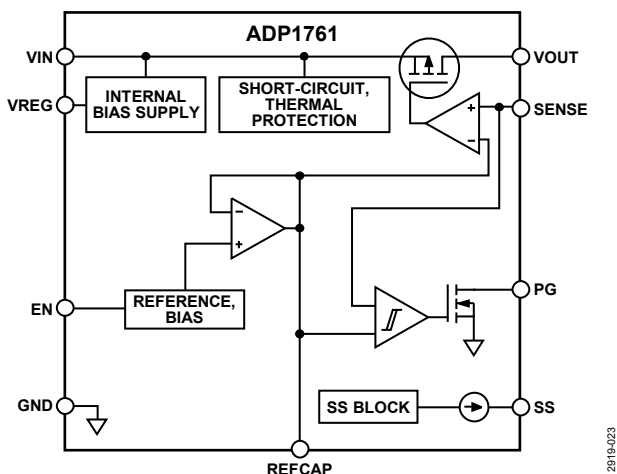 ADP1761
VIN
VOUT
VREG
INTERNAL
BIAS SUPPLY
SHORT-CIRCUIT,
THERMAL
PROTECTION
+
−
SENSE
−
+
EN
REFERENCE,
BIAS
PG
GND
SS BLOCK
SS
REFCAP
2919-023